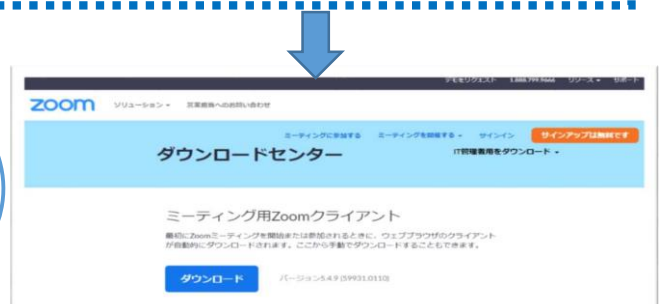 デモをリクエスト 1.888.799.9666 リソース サポート
zoom ソリューション 営業担当へのお問い合わせ
ミーティングに参加する ミーティングを開催する サインイン サインアップは無料です
ダウンロードセンター IT管理者用をダウンロード
ミーティング用Zoomクライアント
最初にZoomミーティングを開始または参加されるときに、ウェブブラウザのクライアント
が自動的にダウンロードされます。ここから手動でダウンロードすることもできます。
ダウンロード バージョン5.4.9 (59931.0110)